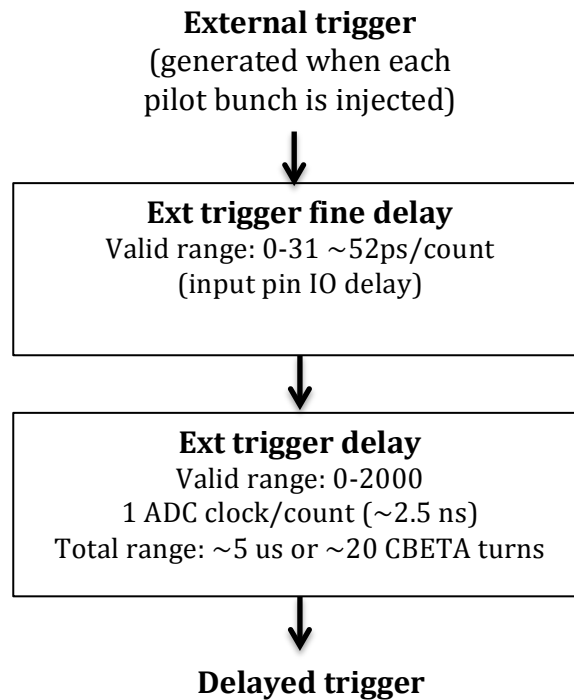 External trigger
(generated when each
pilot bunch is injected)
Ext trigger fine delay
Valid range: 0-31 ~52ps/count
(input pin IO delay)
Ext trigger delay
Valid range: 0-2000
1 ADC clock/count (~2.5 ns)
Total range: ~5 us or ~20 CBETA turns
Delayed trigger